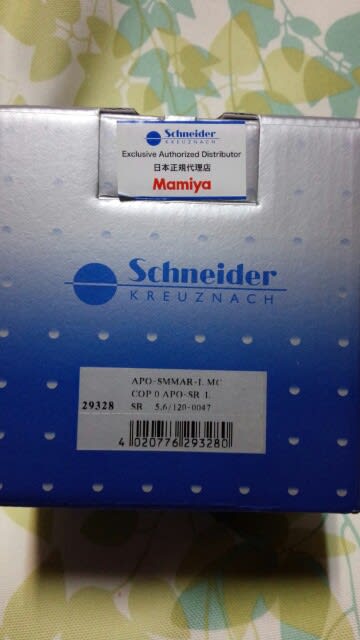 Schneider
KREUZNACH
Exclusive Authorized Distributor
日本正規代理店
Mamiya
Schneider
KREUZNACH
APO-SMMAR-L MC
COP 0 APO-SR L
29328 SR 5.6/120-0047
4 020776 293280